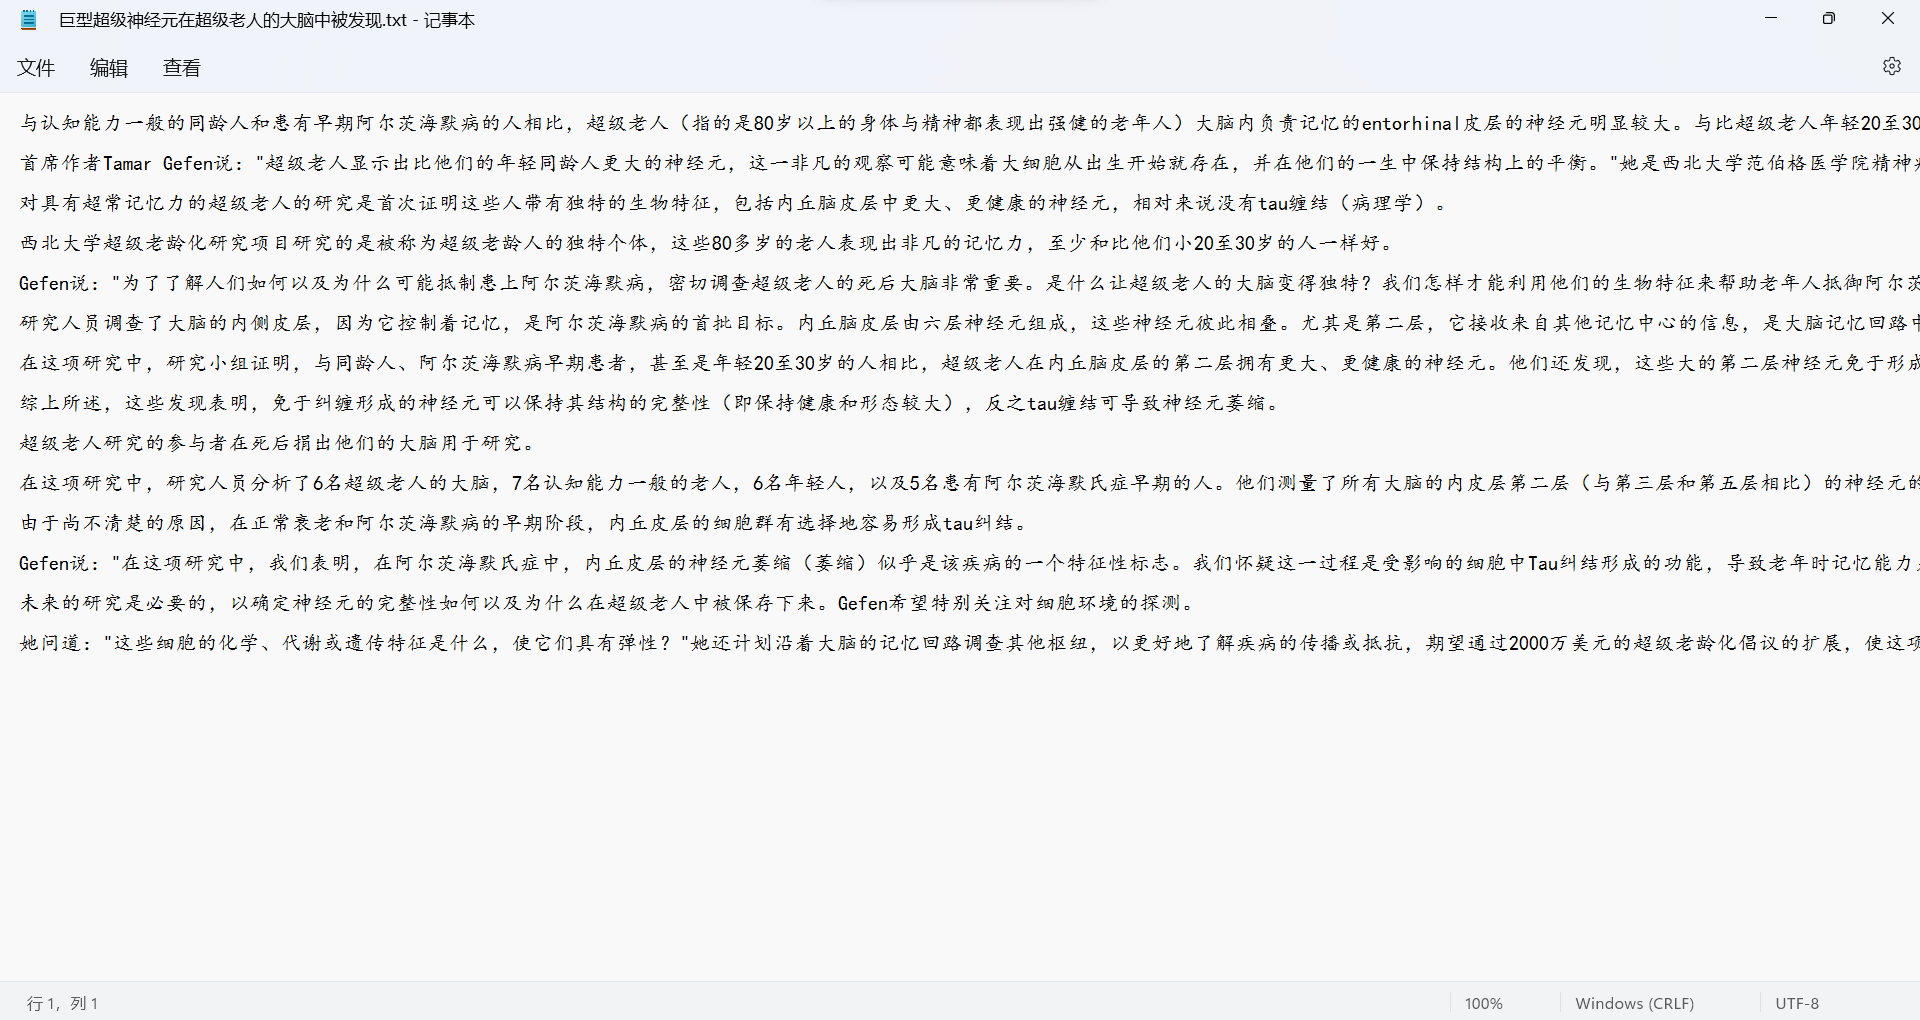 巨型超级神经元在超级老人的大脑中被发现.txt - 记事本
文件 编辑 查看
与认知能力一般的同龄人和患有早期阿尔茨海默病的人相比，超级老人（指的是80岁以上的身体与精神都表现出强健的老年人）大脑内负责记忆的entorhinal皮层的神经元明显较大。与比超级老人年轻20至30
首席作者Tamar Gefen说："超级老人显示出比他们的年轻同龄人更大的神经元，这一非凡的观察可能意味着大细胞从出生开始就存在，并在他们的一生中保持结构上的平衡。"她是西北大学范伯格医学院精神
对具有超常记忆力的超级老人的研究是首次证明这些人带有独特的生物特征，包括内丘脑皮层中更大、更健康的神经元，相对来说没有tau缠结（病理学）。
西北大学超级老龄化研究项目研究的是被称为超级老龄人的独特个体，这些80多岁的老人表现出非凡的记忆力，至少和比他们小20至30岁的人一样好。
Gefen说："为了了解人们如何以及为什么可能抵制患上阿尔茨海默病，密切调查超级老人的死后大脑非常重要。是什么让超级老人的大脑变得独特？我们怎样才能利用他们的生物特征来帮助老年人抵御阿尔茨
研究人员调查了大脑的内侧皮层，因为它控制着记忆，是阿尔茨海默病的首批目标。内丘脑皮层由六层神经元组成，这些神经元彼此相叠。尤其是第二层，它接收来自其他记忆中心的信息，是大脑记忆回路中
在这项研究中，研究小组证明，与同龄人、阿尔茨海默病早期患者，甚至是年轻20至30岁的人相比，超级老人在内丘脑皮层的第二层拥有更大、更健康的神经元。他们还发现，这些大的第二层神经元免于形成
综上所述，这些发现表明，免于纠缠形成的神经元可以保持其结构的完整性（即保持健康和形态较大），反之tau缠结可导致神经元萎缩。
超级老人研究的参与者在死后捐出他们的大脑用于研究。
在这项研究中，研究人员分析了6名超级老人的大脑，7名认知能力一般的老人，6名年轻人，以及5名患有阿尔茨海默氏症早期的人。他们测量了所有大脑的内皮层第二层（与第三层和第五层相比）的神经元的
由于尚不清楚的原因，在正常衰老和阿尔茨海默病的早期阶段，内丘皮层的细胞群有选择地容易形成tau纠结。
Gefen说："在这项研究中，我们表明，在阿尔茨海默氏症中，内丘皮层的神经元萎缩（萎缩）似乎是该疾病的一个特征性标志。我们怀疑这一过程是受影响的细胞中Tau纠结形成的功能，导致老年时记忆能力
未来的研究是必要的，以确定神经元的完整性如何以及为什么在超级老人中被保存下来。Gefen希望特别关注对细胞环境的探测。
她问道："这些细胞的化学、代谢或遗传特征是什么，使它们具有弹性？"她还计划沿着大脑的记忆回路调查其他枢纽，以更好地了解疾病的传播或抵抗，期望通过2000万美元的超级老龄化倡议的扩展，使这项
行 1，列 1 100% Windows (CRLF) UTF-8